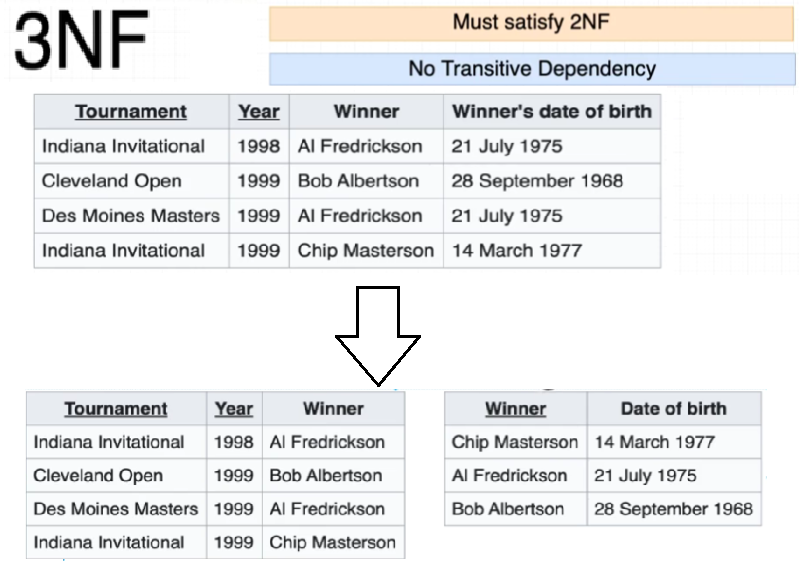 3NF
Must satisfy 2NF
No Transitive Dependency
Tournament Year Winner Winner's date of birth
Indiana Invitational 1998 Al Fredrickson 21 July 1975
Cleveland Open 1999 Bob Albertson 28 September 1968
Des Moines Masters 1999 Al Fredrickson 21 July 1975
Indiana Invitational 1999 Chip Masterson 14 March 1977
Tournament Year Winner
Indiana Invitational 1998 Al Fredrickson
Cleveland Open 1999 Bob Albertson
Des Moines Masters 1999 Al Fredrickson
Indiana Invitational 1999 Chip Masterson
Winner Date of birth
Chip Masterson 14 March 1977
Al Fredrickson 21 July 1975
Bob Albertson 28 September 1968